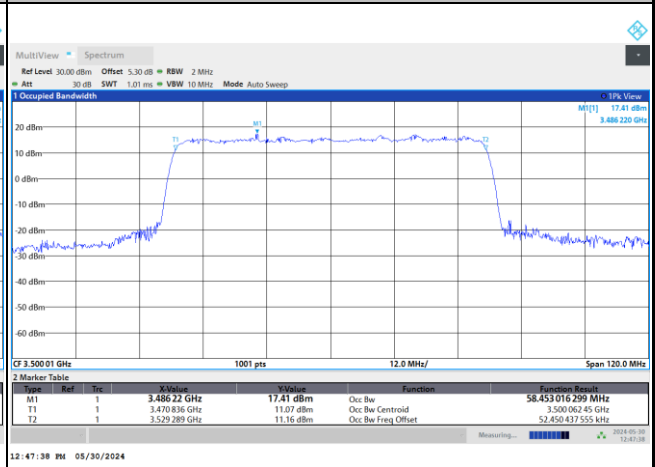 MultiView Spectrum
Ref Level 30.00 dBm Offset 5.30 dB RBW 2 MHz
Att 30 dB SWT 1.01 ms VBW 10 MHz Mode Auto Sweep
1 Occupied Bandwidth 1Pk View
M1[1] 17.41 dBm
3.486 220 GHz
M1
20 dBm
T1 T2
10 dBm
0 dBm
-10 dBm
-20 dBm
-30 dBm
-40 dBm
-50 dBm
-60 dBm
CF 3.500 01 GHz 1001 pts 12.0 MHz/ Span 120.0 MHz
2 Marker Table
Type Ref Trc X-Value Y-Value Function Function Result
M1 1 3.486 22 GHz 17.41 dBm Occ Bw 58.453 016 299 MHz
T1 1 3.470 836 GHz 11.07 dBm Occ Bw Centroid 3.500 062 45 GHz
T2 1 3.529 289 GHz 11.16 dBm Occ Bw Freq Offset 52.450 437 555 kHz
Measuring... 2024-05-30
12:47:38
12:47:38 PM 05/30/2024